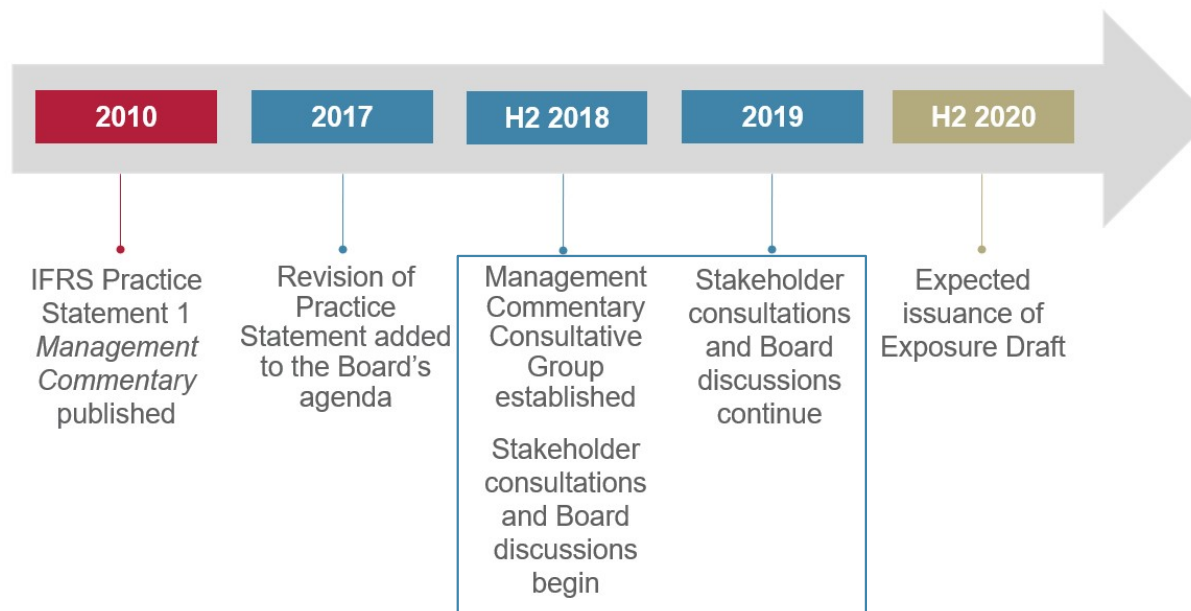 2010
2017
H2 2018
2019
H2 2020
IFRS Practice
Statement 1
Management
Commentary
published
Revision of
Practice
Statement added
to the Board’s
agenda
Management
Commentary
Consultative
Group
established
Stakeholder
consultations
and Board
discussions
begin
Stakeholder
consultations
and Board
discussions
continue
Expected
issuance of
Exposure Draft